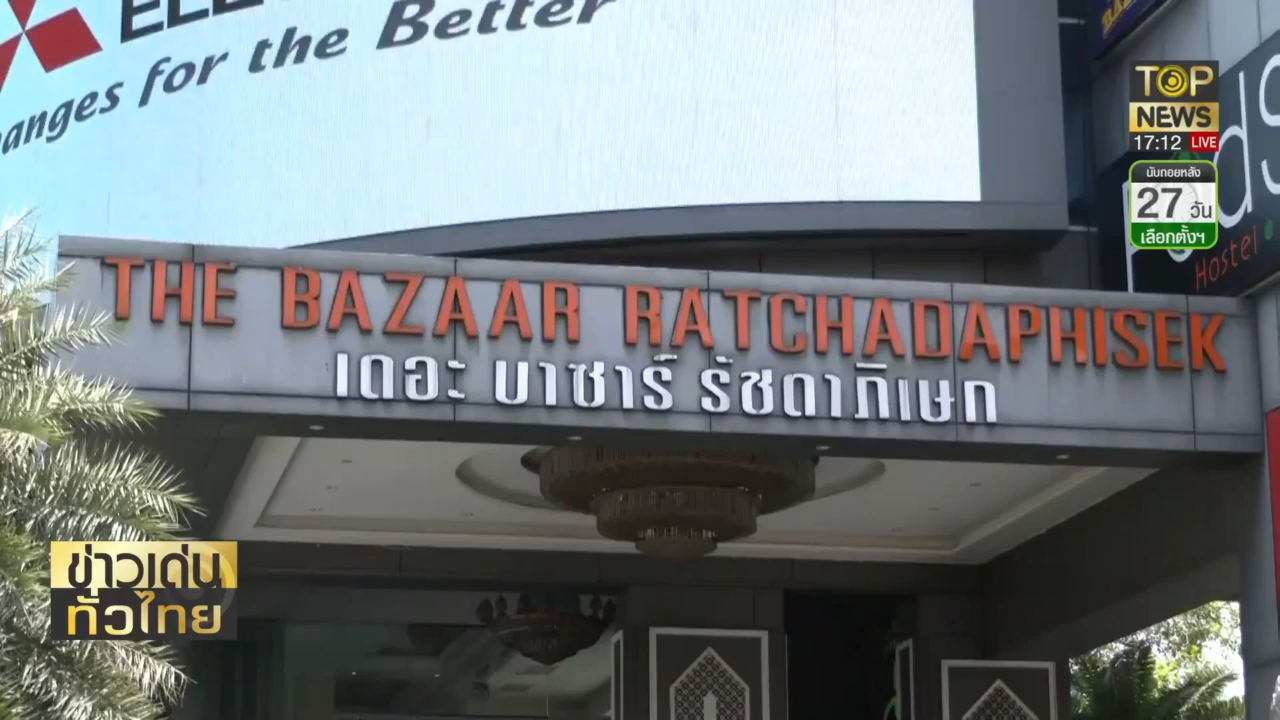 Changes for the Better
TOP
NEWS
17:12 LIVE
นับถอยหลัง
27 วัน
เลือกตั้งฯ
Hostel
THE BAZAAR RATCHADAPHISEK
เดอะ บาซาร์ รัชดาภิเษก
ข่าวเด่น
ทั่วไทย